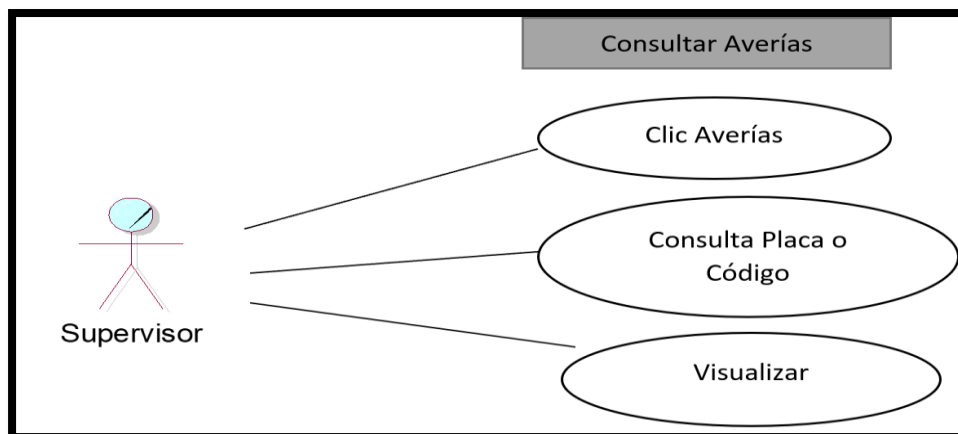 Consultar Averías
Clic Averías
Consulta Placa o
Código
Supervisor
Visualizar